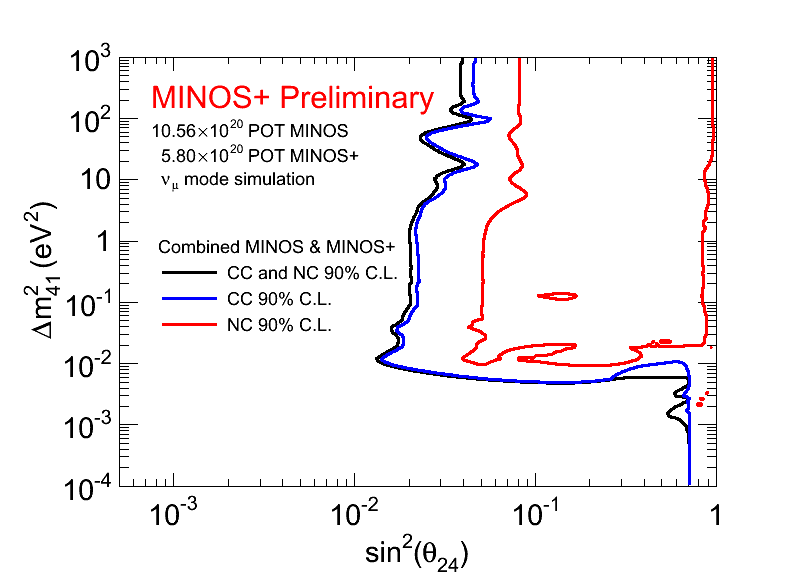 MINOS+ Preliminary
10.56×10²⁰ POT MINOS
5.80×10²⁰ POT MINOS+
νμ mode simulation
Combined MINOS & MINOS+
CC and NC 90% C.L.
CC 90% C.L.
NC 90% C.L.
Δm²₄₁ (eV²)
10³
10²
10
1
10⁻¹
10⁻²
10⁻³
10⁻⁴
10⁻³ 10⁻² 10⁻¹ 1
sin²(θ₂₄)